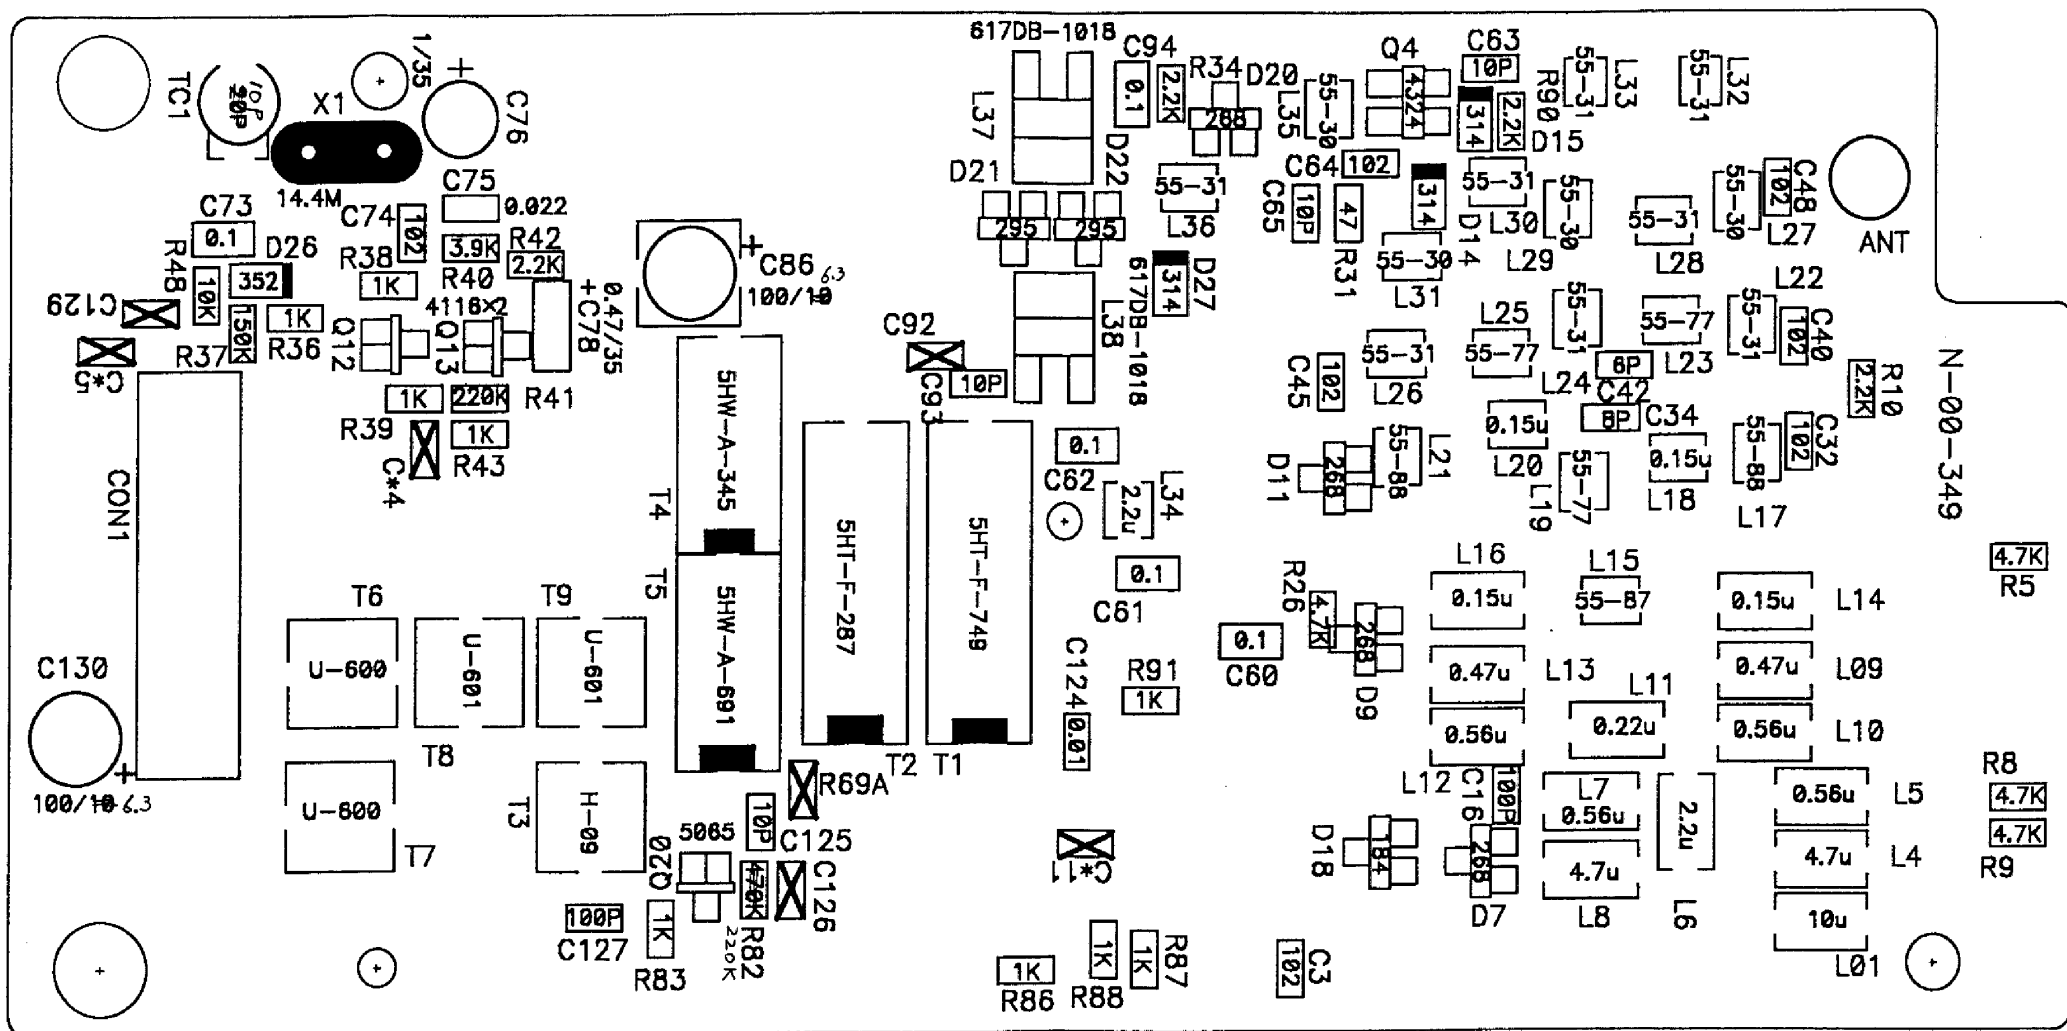 617DB-1018
1/35
+
TC1
10P
20P
X1
C76
14.4M
C94
0.1
2.2K
R34
D20
268
L37
D21
D22
295
295
L35
55-30
Q4
4324
C63
10P
314
2.2K
R90
D15
55-31
L33
55-31
L32
C64
102
C65
10P
47
R31
314
D14
55-31
L30
55-30
L29
55-31
L36
55-30
L31
55-31
L28
55-30
L27
102
C48
ANT
C73
0.1
R48
10K
D26
352
C75
0.022
C74
102
3.9K
R40
R42
2.2K
R38
1K
4116×2
+C78
0.47/35
C129
C*5
R37
150K
1K
R36
Q12
Q13
1K
R39
220K
R41
C*4
1K
R43
+
C86
6.3
100/10
617DB-1018
L38
314
D27
C92
C93
10P
C45
102
55-31
L26
L25
55-77
55-31
L24
55-77
L23
L22
55-31
102
C40
6P
C42
8P
C34
2.2K
R10
N-00-349
0.15u
L20
55-77
L19
0.15u
L18
55-88
L17
102
C32
D11
268
55-88
L21
0.1
C62
2.2u
L34
0.1
C61
CON1
5HW-A-345
T4
5HW-A-691
T5
5HT-F-287
T2
5HT-F-749
T1
T6
U-600
T9
U-601
U-601
T8
C130
+
100/10 6.3
U-800
T7
H-09
T3
R69A
10P
C125
5065
Q20
470K
R82
220K
C126
100P
C127
1K
R83
C124
0.01
R91
1K
0.1
C60
R26
4.7K
268
D9
L16
0.15u
L15
55-87
0.15u
L14
4.7K
R5
0.47u
L13
0.47u
L09
0.56u
L12
L11
0.22u
0.56u
L10
C16
100P
L7
0.56u
2.2u
L6
0.56u
L5
R8
4.7K
4.7K
R9
D18
184
268
D7
4.7u
L8
4.7u
L4
10u
L01
C*11
1K
R86
1K
R88
1K
R87
102
C3